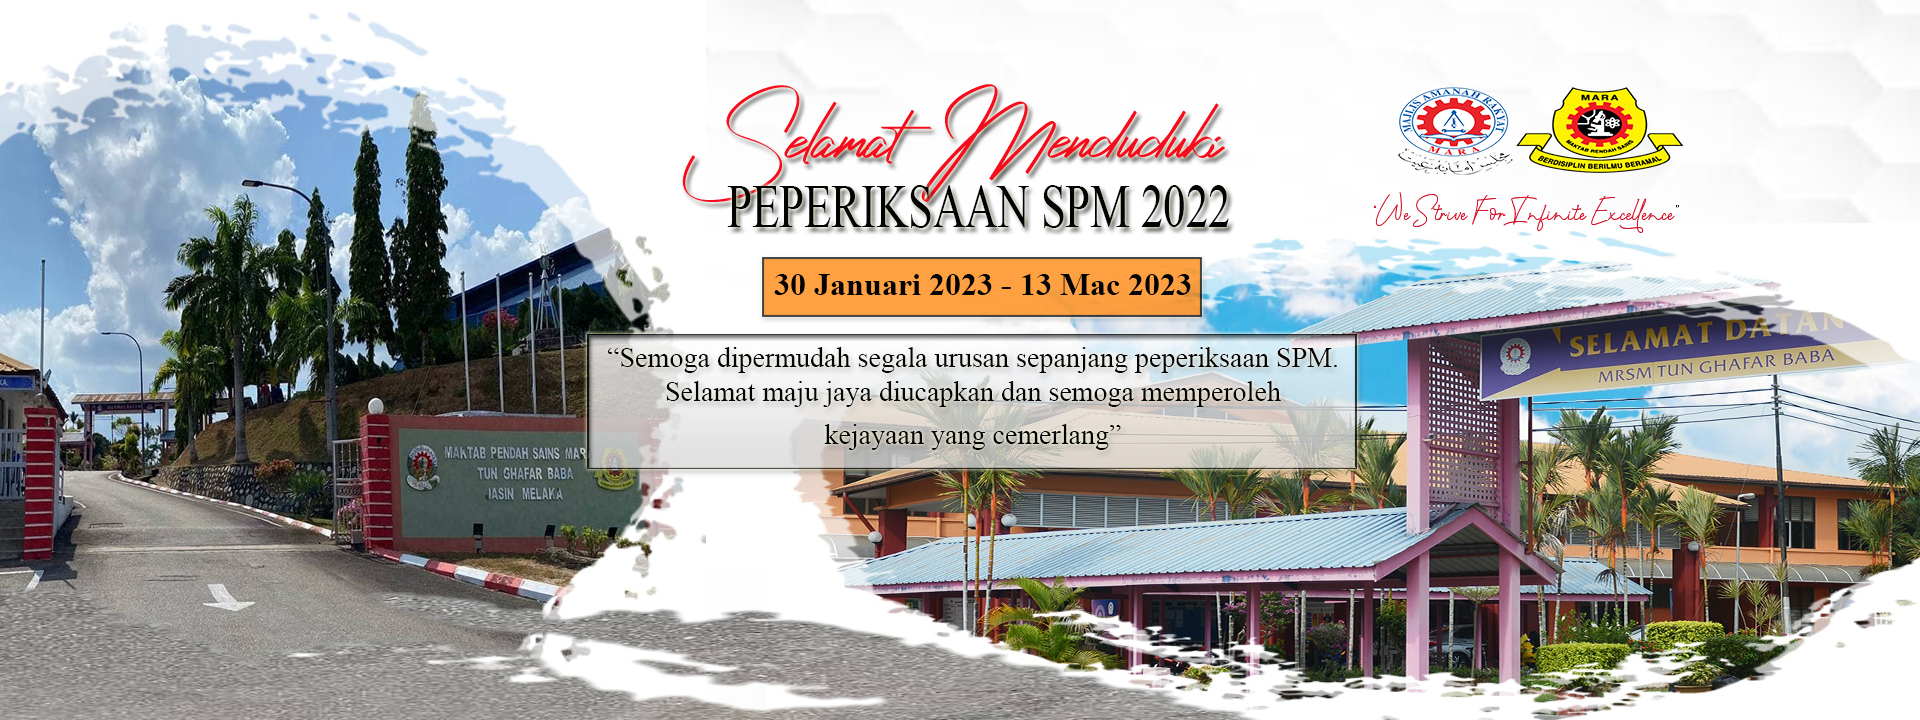 Selamat Menduduki
PEPERIKSAAN SPM 2022
30 Januari 2023 - 13 Mac 2023
“Semoga dipermudah segala urusan sepanjang peperiksaan SPM.
Selamat maju jaya diucapkan dan semoga memperoleh
kejayaan yang cemerlang”
MAJLIS AMANAH RAKYAT
MARA
MARA
MAKTAB RENDAH SAINS
BERDISIPLIN BERILMU BERAMAL
"We Strive For Infinite Excellence"
SELAMAT DATAN
MRSM TUN GHAFAR BABA
MAKTAB PENDAH SAINS MAR
TUN GHAFAR BABA
JASIN MELAKA